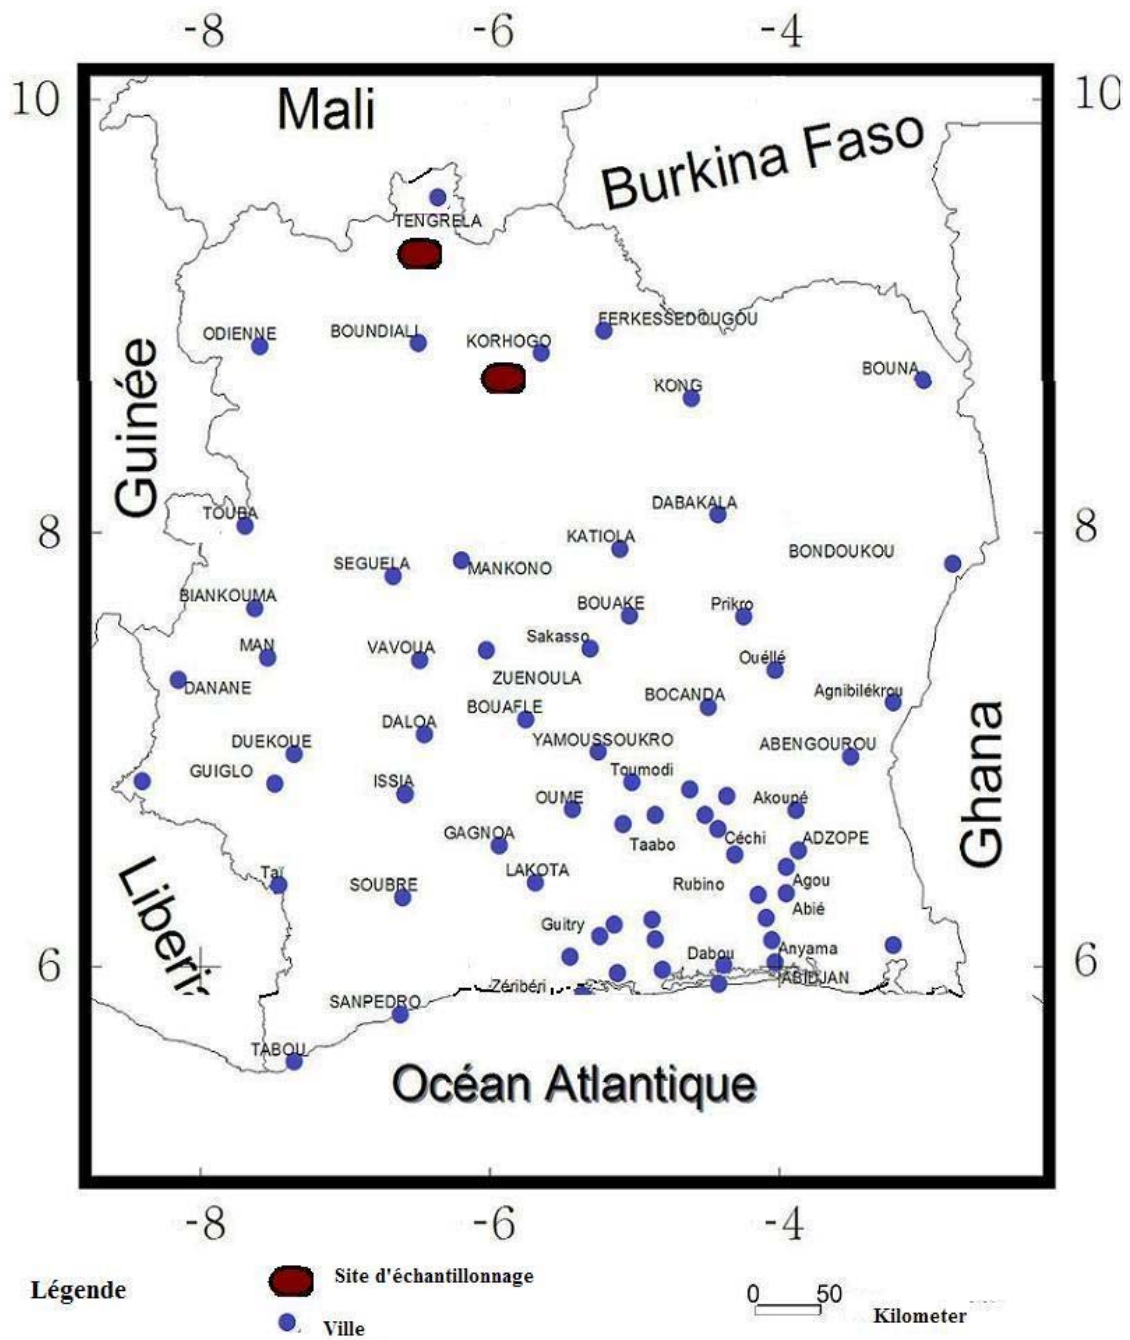 -8 -6 -4
10 Mali 10
Burkina Faso
TENGRELA
FERKESSEDOUGOU
ODIENNE BOUNDIALI KORHOGO
BOUNA
KONG
Guinée
DABAKALA
TOUBA
8 8
KATIOLA
BONDOUKOU
SEGUELA MANKONO
BIANKOUMA BOUAKE Prikro
MAN VAVOUA Sakasso
Ouéllé
DANANE ZUENOULA
BOCANDA Agnibilékrou
BOUAFLE
DALOA
DUEKOUE YAMOUSSOUKRO ABENGOUROU
GUIGLO Toumodi
ISSIA
OUME Akoupé
Ghana
GAGNOA Taabo Céchi ADZOPE
Taï SOUBRE LAKOTA Rubino Agou
Liberia
Abié
Guitry
Dabou Anyama
6 6
Zéribéri ABIDJAN
SANPEDRO
TABOU
Océan Atlantique
-8 -6 -4
Légende
Site d'échantillonnage
Ville
0 50
Kilometer